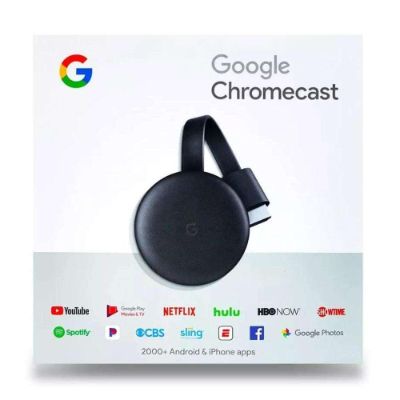 G
Google
Chromecast
G
YouTube
Google Play
Movies & TV
NETFLIX
hulu
HBO NOW
SHOWTIME
Spotify
P
CBS
sling
E
f
Google Photos
2000+ Android & iPhone apps